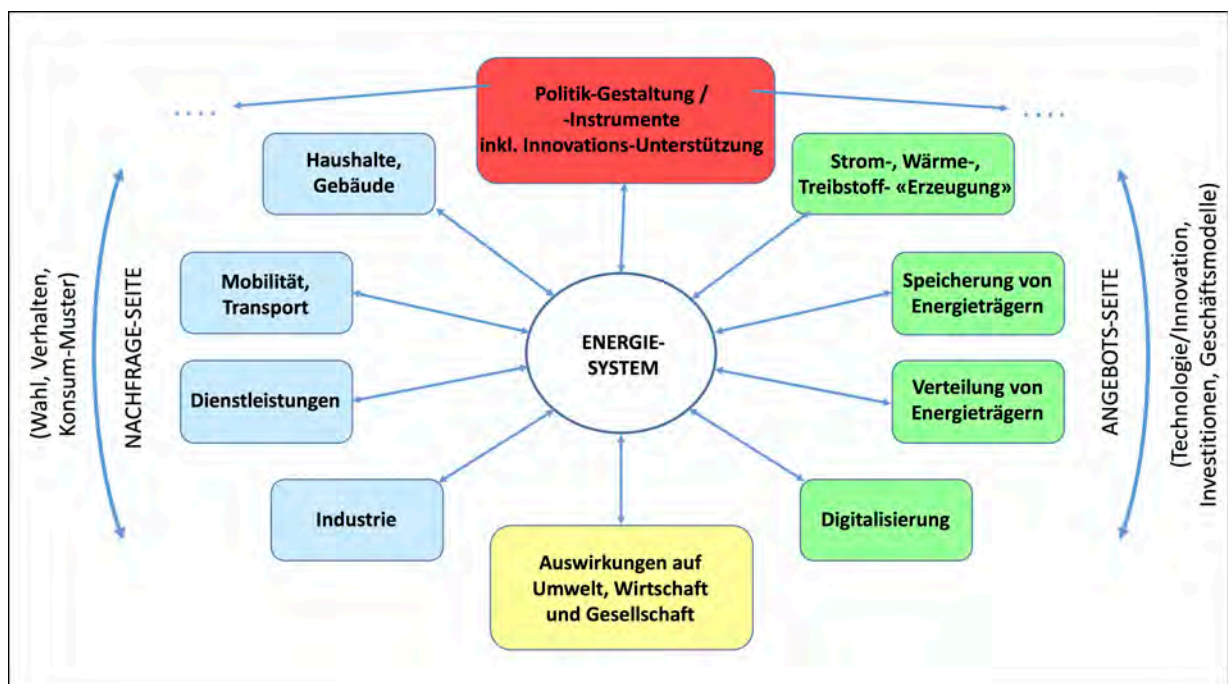 Politik-Gestaltung /
-Instrumente
inkl. Innovations-Unterstützung
....
....
Haushalte,
Gebäude
Strom-, Wärme-,
Treibstoff- «Erzeugung»
Mobilität,
Transport
Speicherung von
Energieträgern
ENERGIE-
SYSTEM
Dienstleistungen
Verteilung von
Energieträgern
Industrie
Digitalisierung
Auswirkungen auf
Umwelt, Wirtschaft
und Gesellschaft
(Wahl, Verhalten,
Konsum-Muster)
NACHFRAGE-SEITE
ANGEBOTS-SEITE
(Technologie/Innovation,
Investitionen, Geschäftsmodelle)